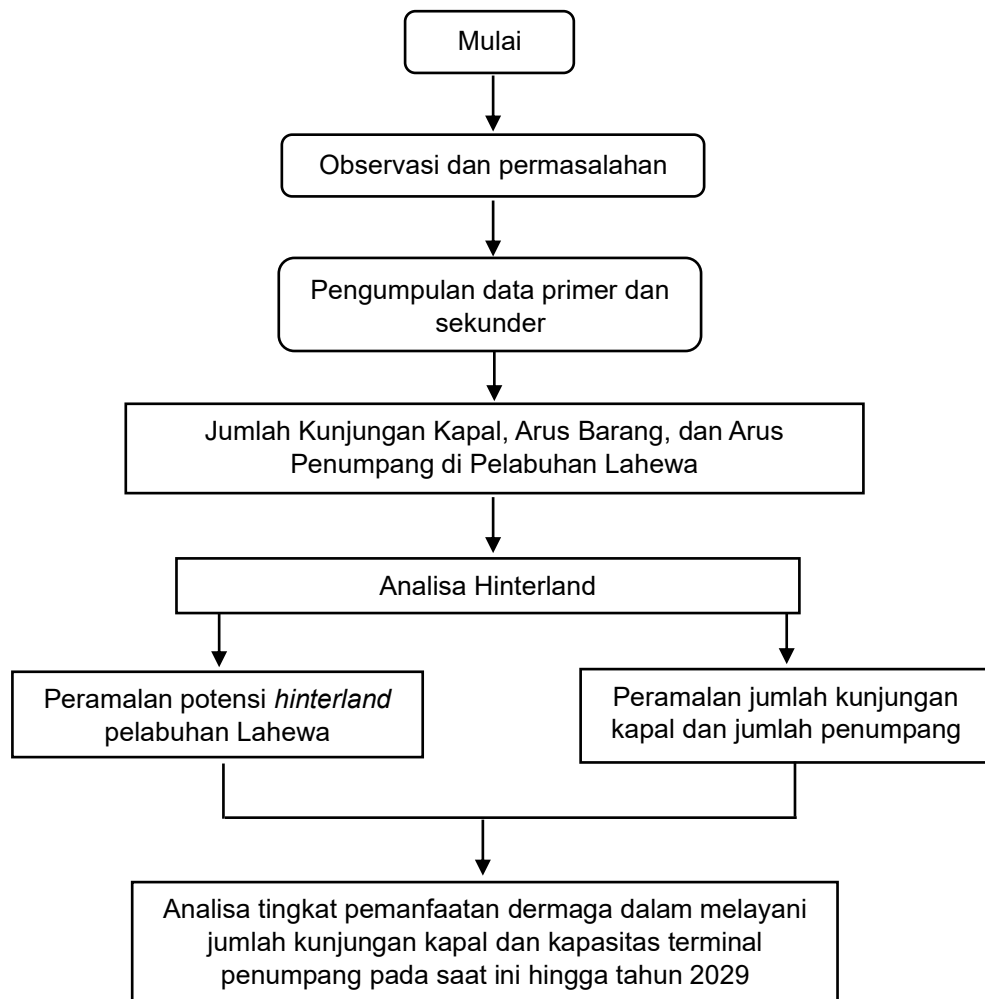 Mulai
Observasi dan permasalahan
Pengumpulan data primer dan
sekunder
Jumlah Kunjungan Kapal, Arus Barang, dan Arus
Penumpang di Pelabuhan Lahewa
Analisa Hinterland
Peramalan potensi hinterland
pelabuhan Lahewa
Peramalan jumlah kunjungan
kapal dan jumlah penumpang
Analisa tingkat pemanfaatan dermaga dalam melayani
jumlah kunjungan kapal dan kapasitas terminal
penumpang pada saat ini hingga tahun 2029